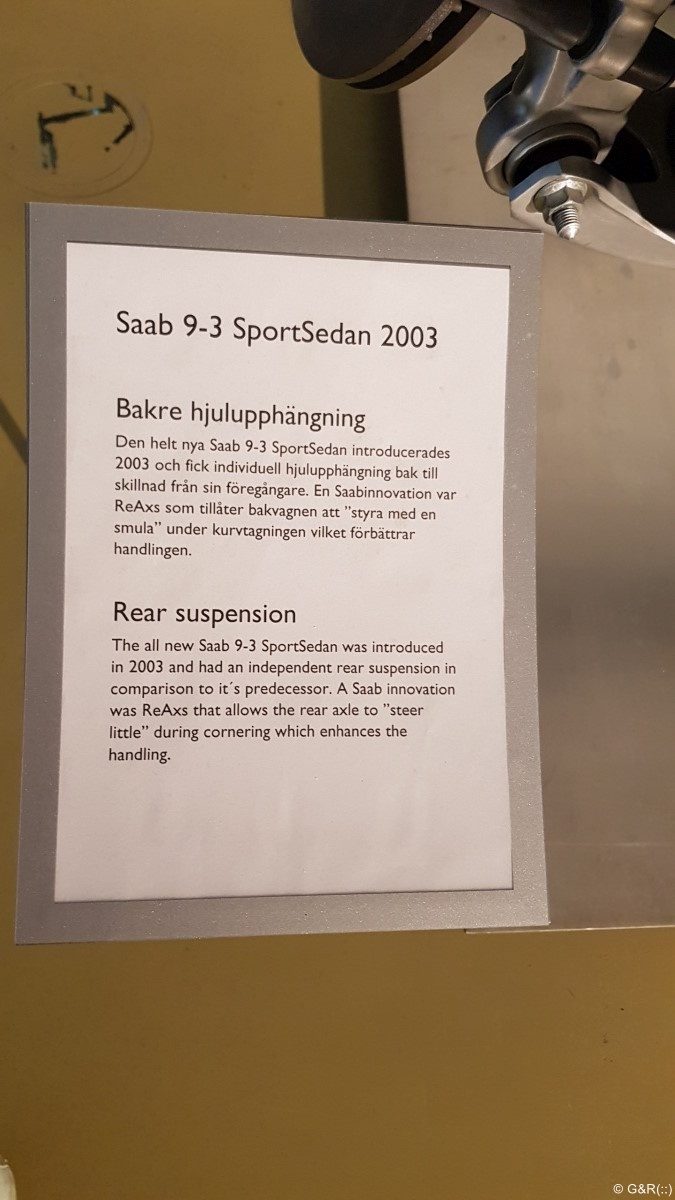 Saab 9-3 SportSedan 2003
Bakre hjulupphängning
Den helt nya Saab 9-3 SportSedan introducerades
2003 och fick individuell hjulupphängning bak till
skillnad från sin föregångare. En Saabinnovation var
ReAxs som tillåter bakvagnen att ”styra med en
smula” under kurvtagningen vilket förbättrar
handlingen.
Rear suspension
The all new Saab 9-3 SportSedan was introduced
in 2003 and had an independent rear suspension in
comparison to it´s predecessor. A Saab innovation
was ReAxs that allows the rear axle to ”steer
little” during cornering which enhances the
handling.
© G&R(::)